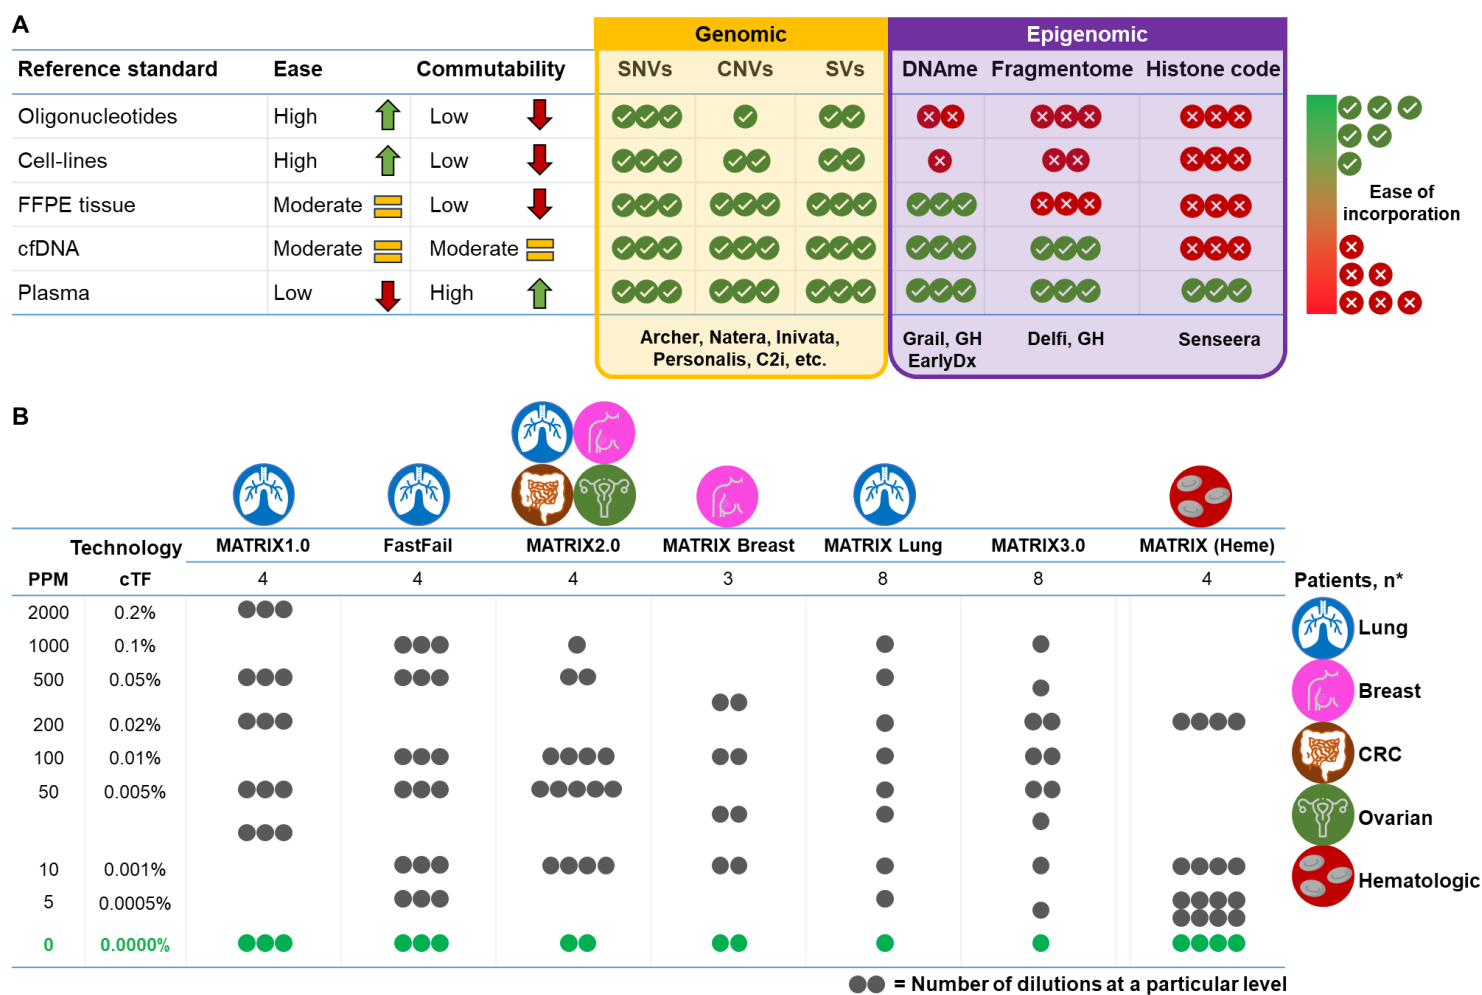 A
Genomic Epigenomic
Reference standard Ease Commutability SNVs CNVs SVs DNAme Fragmentome Histone code
Oligonucleotides High Low
Cell-lines High Low
FFPE tissue Moderate Low
cfDNA Moderate Moderate
Plasma Low High
Ease of
incorporation
Archer, Natera, Inivata,
Personalis, C2i, etc.
Grail, GH
EarlyDx
Delfi, GH
Senseera
B
Technology MATRIX1.0 FastFail MATRIX2.0 MATRIX Breast MATRIX Lung MATRIX3.0 MATRIX (Heme)
PPM cTF 4 4 4 3 8 8 4 Patients, n*
2000 0.2%
1000 0.1%
500 0.05%
200 0.02%
100 0.01%
50 0.005%
10 0.001%
5 0.0005%
0 0.0000%
Lung
Breast
CRC
Ovarian
Hematologic
= Number of dilutions at a particular level